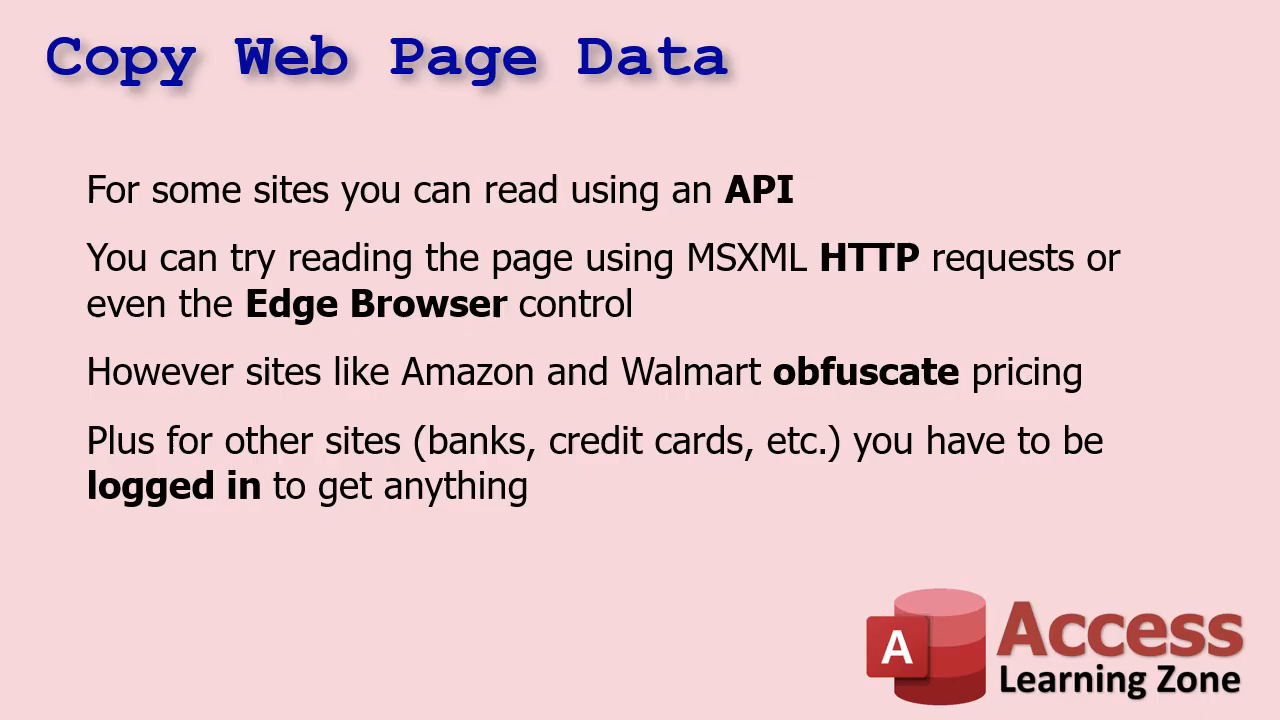 Copy Web Page Data
For some sites you can read using an API
You can try reading the page using MSXML HTTP requests or
even the Edge Browser control
However sites like Amazon and Walmart obfuscate pricing
Plus for other sites (banks, credit cards, etc.) you have to be
logged in to get anything
A
Access
Learning Zone